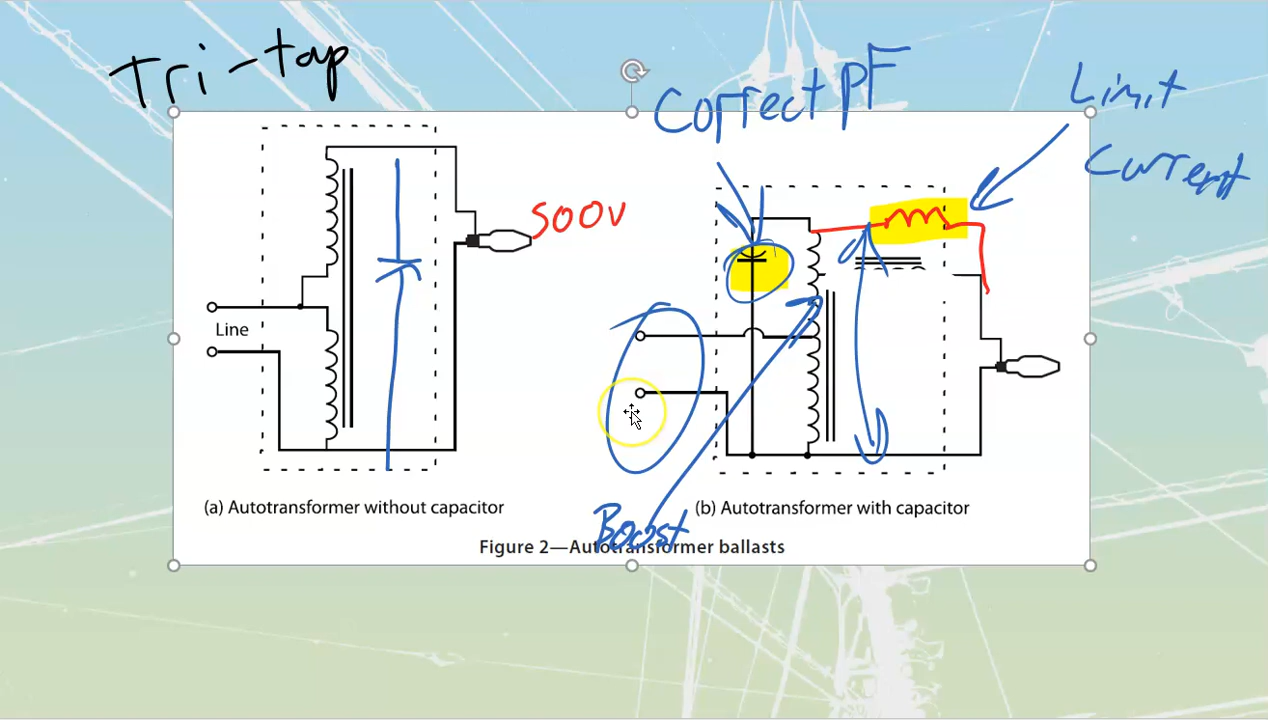 Tri-tap
Correct PF
Limit
Current
500V
Line
Boost
(a) Autotransformer without capacitor
(b) Autotransformer with capacitor
Figure 2—Autotransformer ballasts